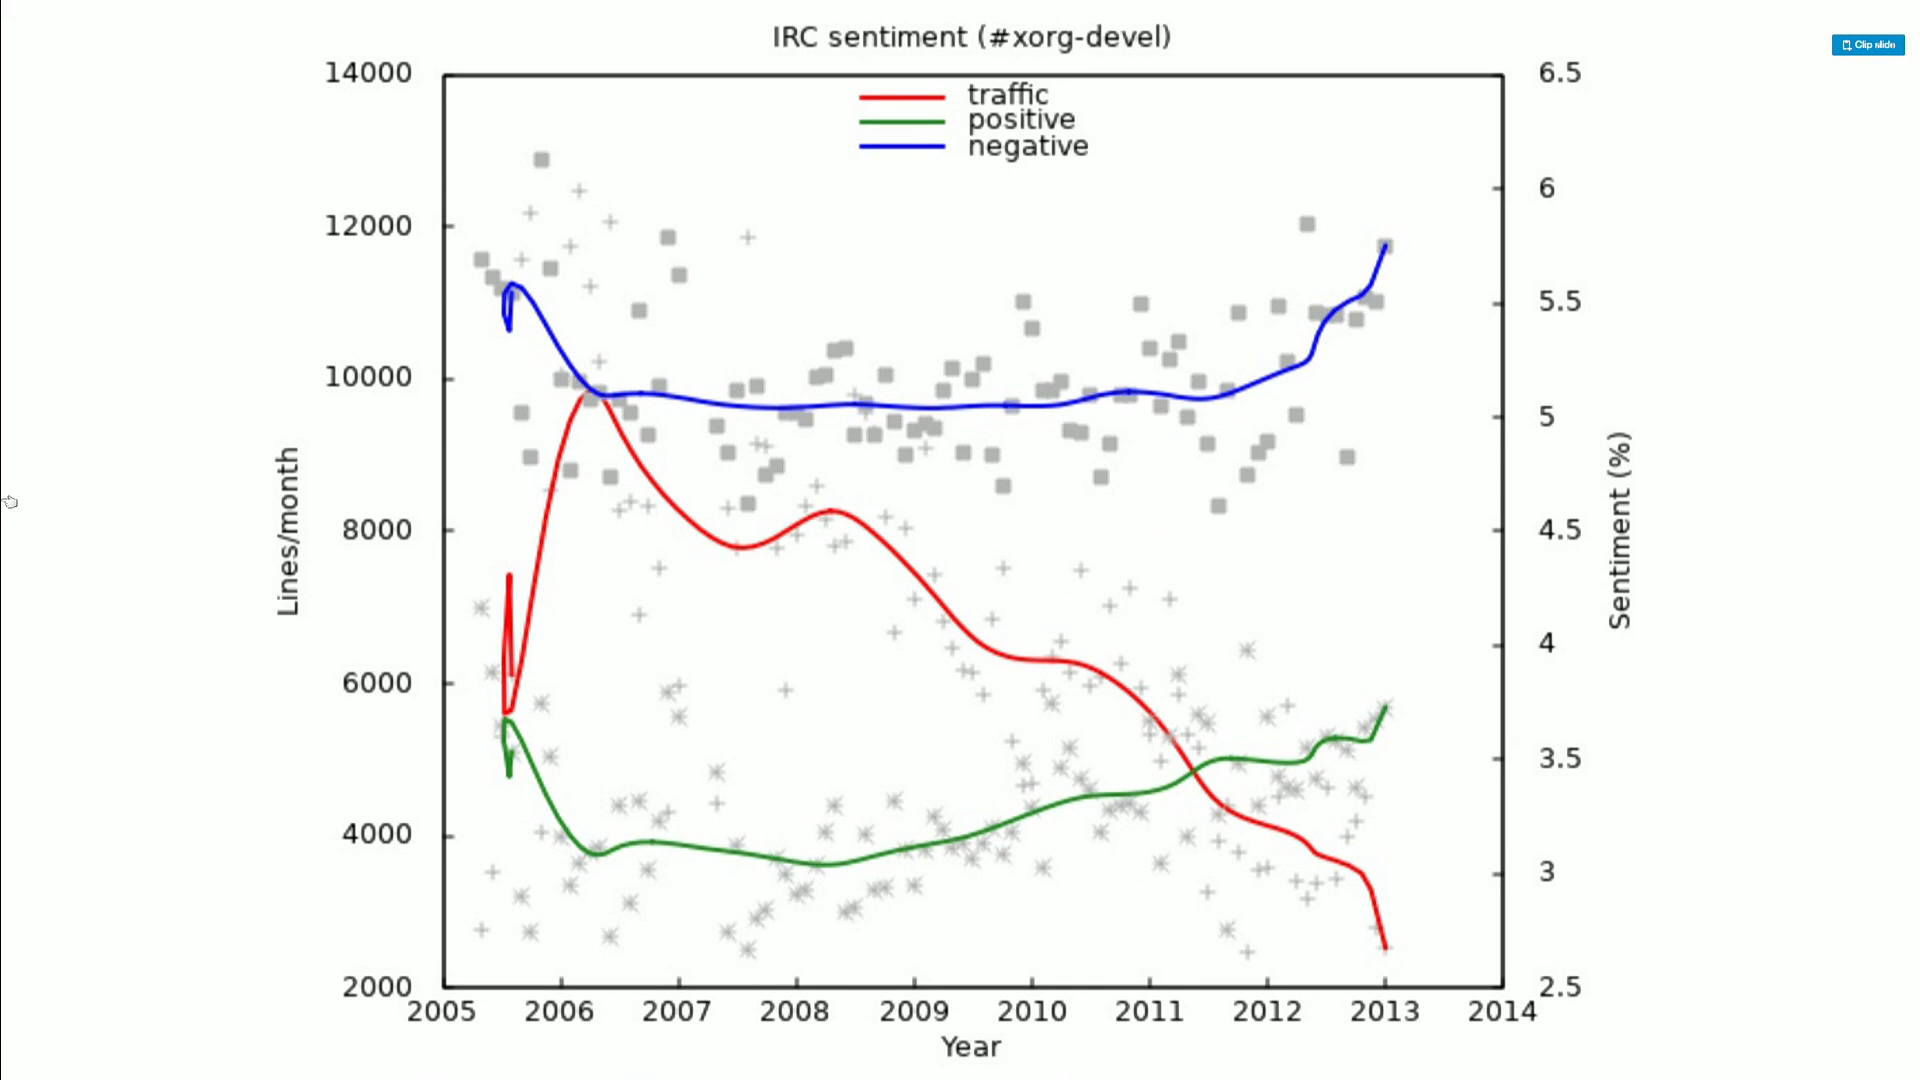 IRC sentiment (#xorg-devel)
Clip slide
14000
12000
10000
8000
6000
4000
2000
6.5
6
5.5
5
4.5
4
3.5
3
2.5
traffic
positive
negative
Lines/month
Sentiment (%)
2005 2006 2007 2008 2009 2010 2011 2012 2013 2014
Year